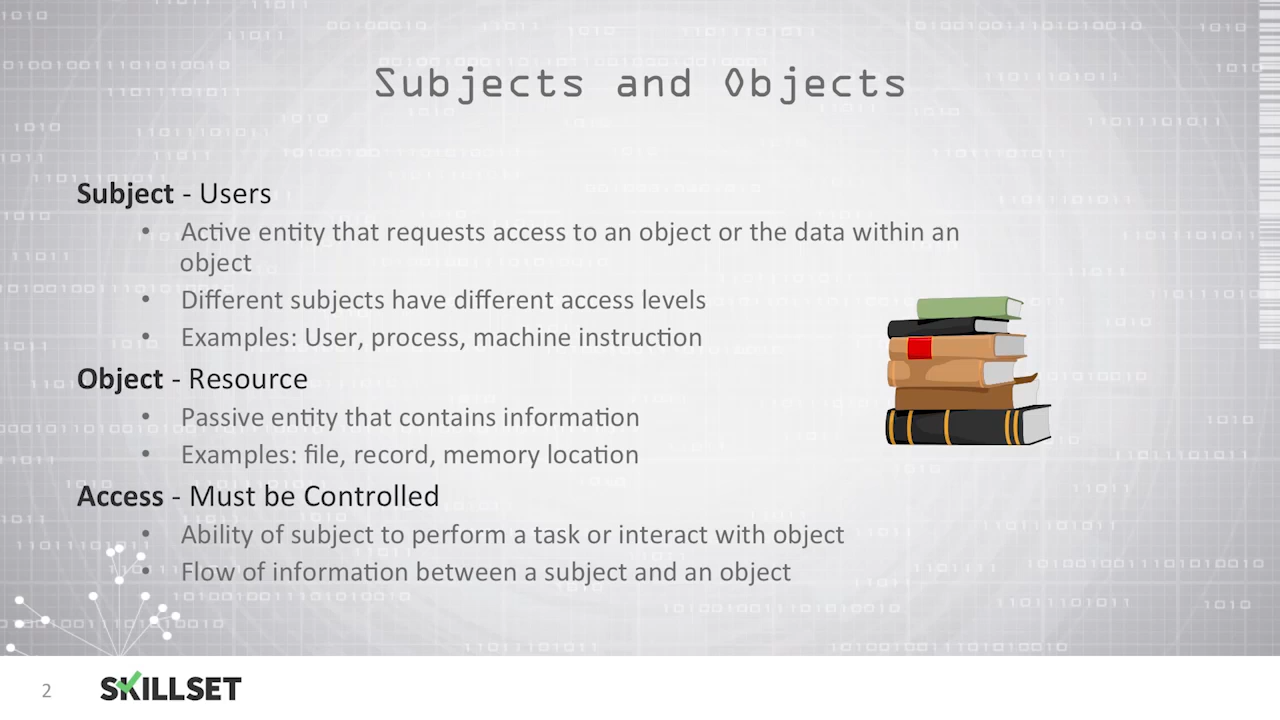 Subjects and Objects
Subject - Users
• Active entity that requests access to an object or the data within an
object
• Different subjects have different access levels
• Examples: User, process, machine instruction
Object - Resource
• Passive entity that contains information
• Examples: file, record, memory location
Access - Must be Controlled
• Ability of subject to perform a task or interact with object
• Flow of information between a subject and an object
2
SKILLSET